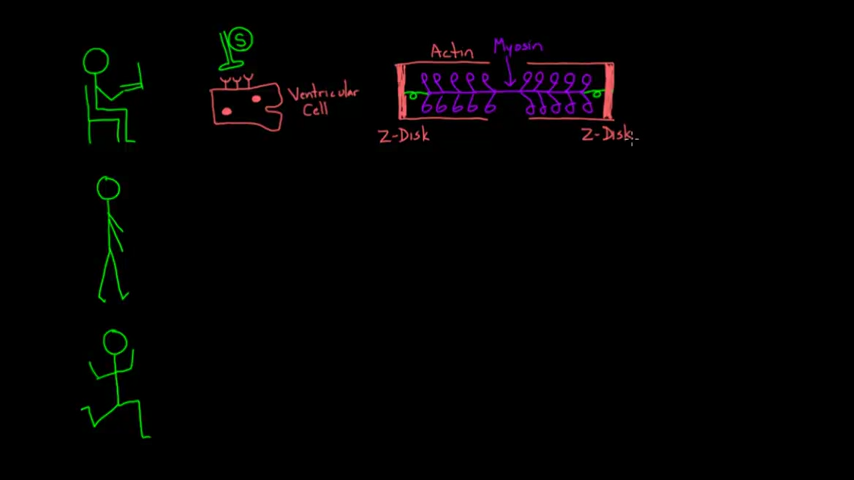 S
Actin
Myosin
Ventricular
Cell
Z-Disk
Z-Disk